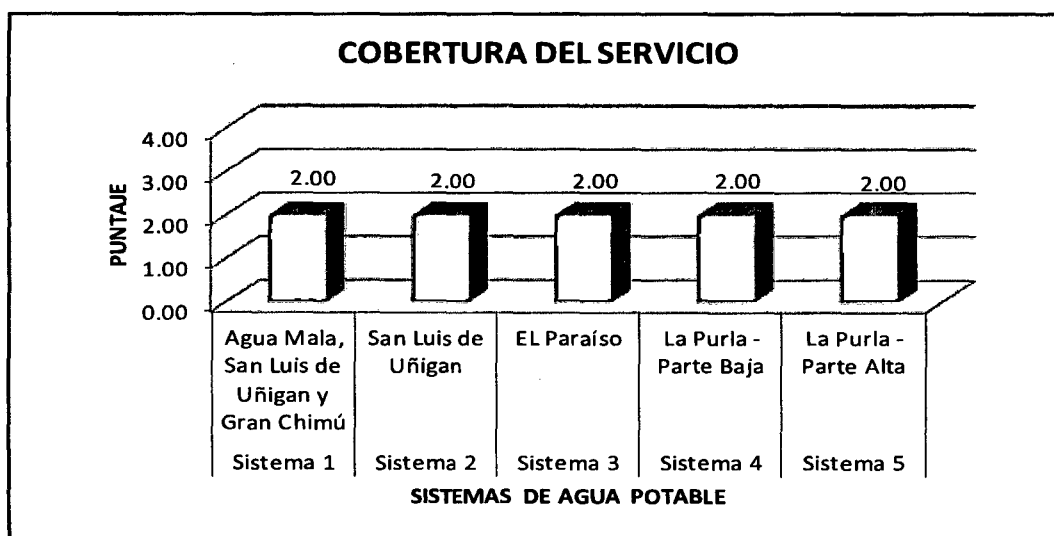 COBERTURA DEL SERVICIO
PUNTAJE
4.00
3.00
2.00
1.00
0.00
2.00 2.00 2.00 2.00 2.00
Agua Mala, San Luis de EL Paraíso La Purla - La Purla -
San Luis de Uñigan Parte Baja Parte Alta
Uñigan y
Gran Chimú
Sistema 1 Sistema 2 Sistema 3 Sistema 4 Sistema 5
SISTEMAS DE AGUA POTABLE